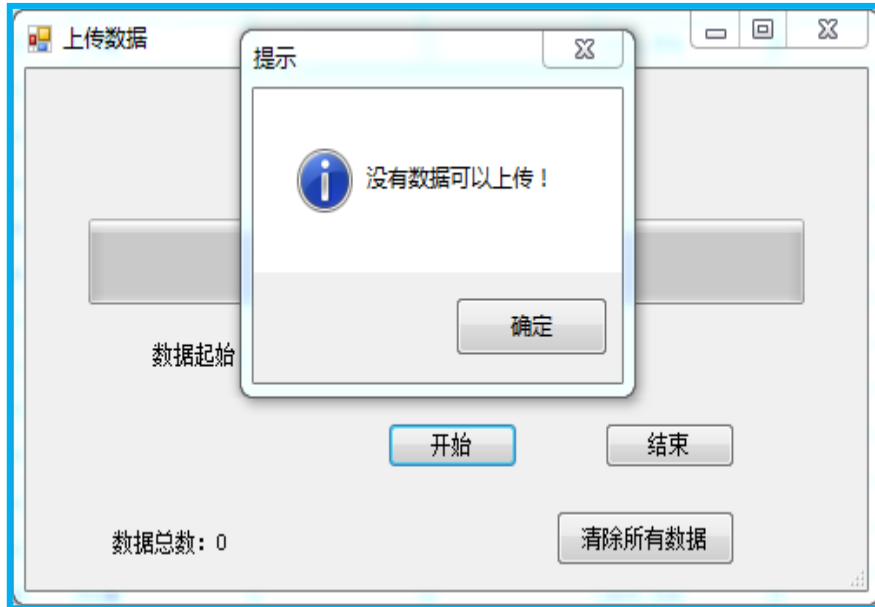 上传数据
提示
没有数据可以上传！
确定
数据起始
开始
结束
数据总数：0
清除所有数据